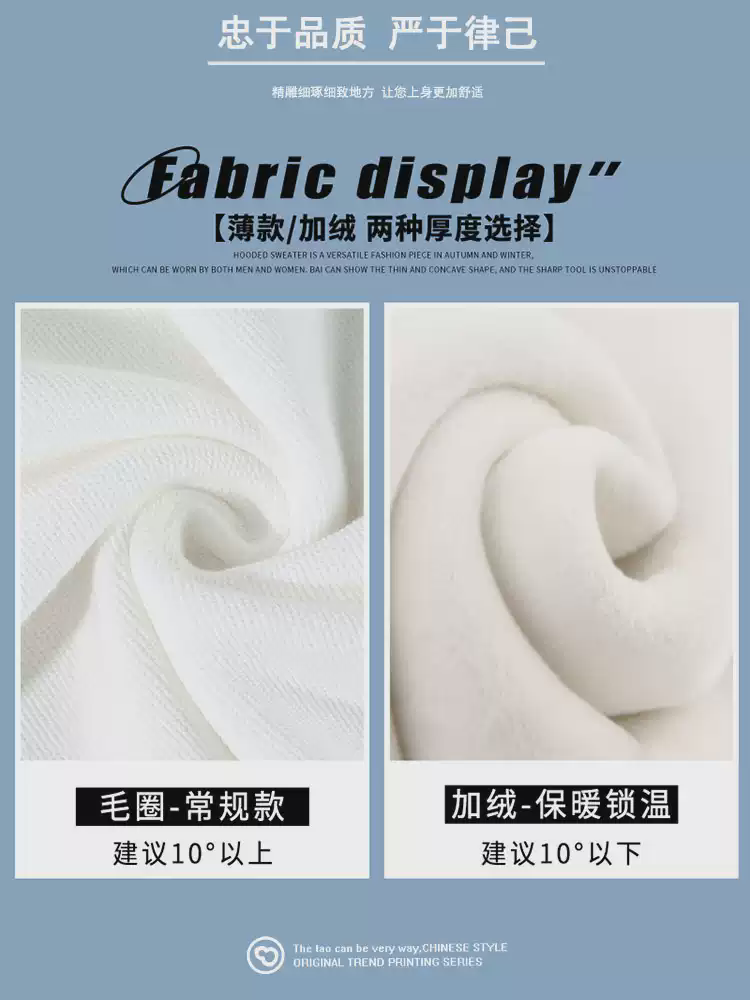 忠于品质 严于律己
精雕细琢细致地方 让您上身更加舒适
Fabric display”
【薄款/加绒 两种厚度选择】
HOODED SWEATER IS A VERSATILE FASHION PIECE IN AUTUMN AND WINTER,
WHICH CAN BE WORN BY BOTH MEN AND WOMEN. BAI CAN SHOW THE THIN AND CONCAVE SHAPE, AND THE SHARP TOOL IS UNSTOPPABLE
毛圈-常规款
建议10°以上
加绒-保暖锁温
建议10°以下
The tao can be very way,CHINESE STYLE
ORIGINAL TREND PRINTING SERIES